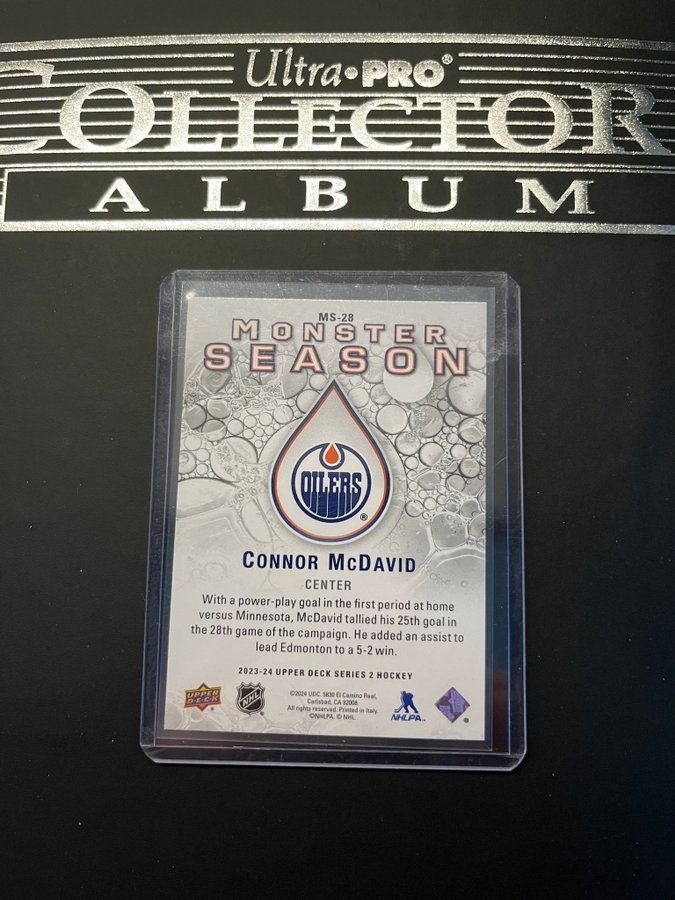 Ultra•PRO®
COLLECTOR
ALBUM
MS-28
MONSTER
SEASON
OILERS
®
CONNOR MCDAVID
CENTER
With a power-play goal in the first period at home
versus Minnesota, McDavid tallied his 25th goal in
the 28th game of the campaign. He added an assist to
lead Edmonton to a 5-2 win.
2023-24 UPPER DECK SERIES 2 HOCKEY
UPPER
DECK
NHL
©2024 UDC. 5830 El Camino Real,
Carlsbad, CA 92008.
All rights reserved. Printed in Italy.
©NHLPA. © NHL.
NHLPA
®